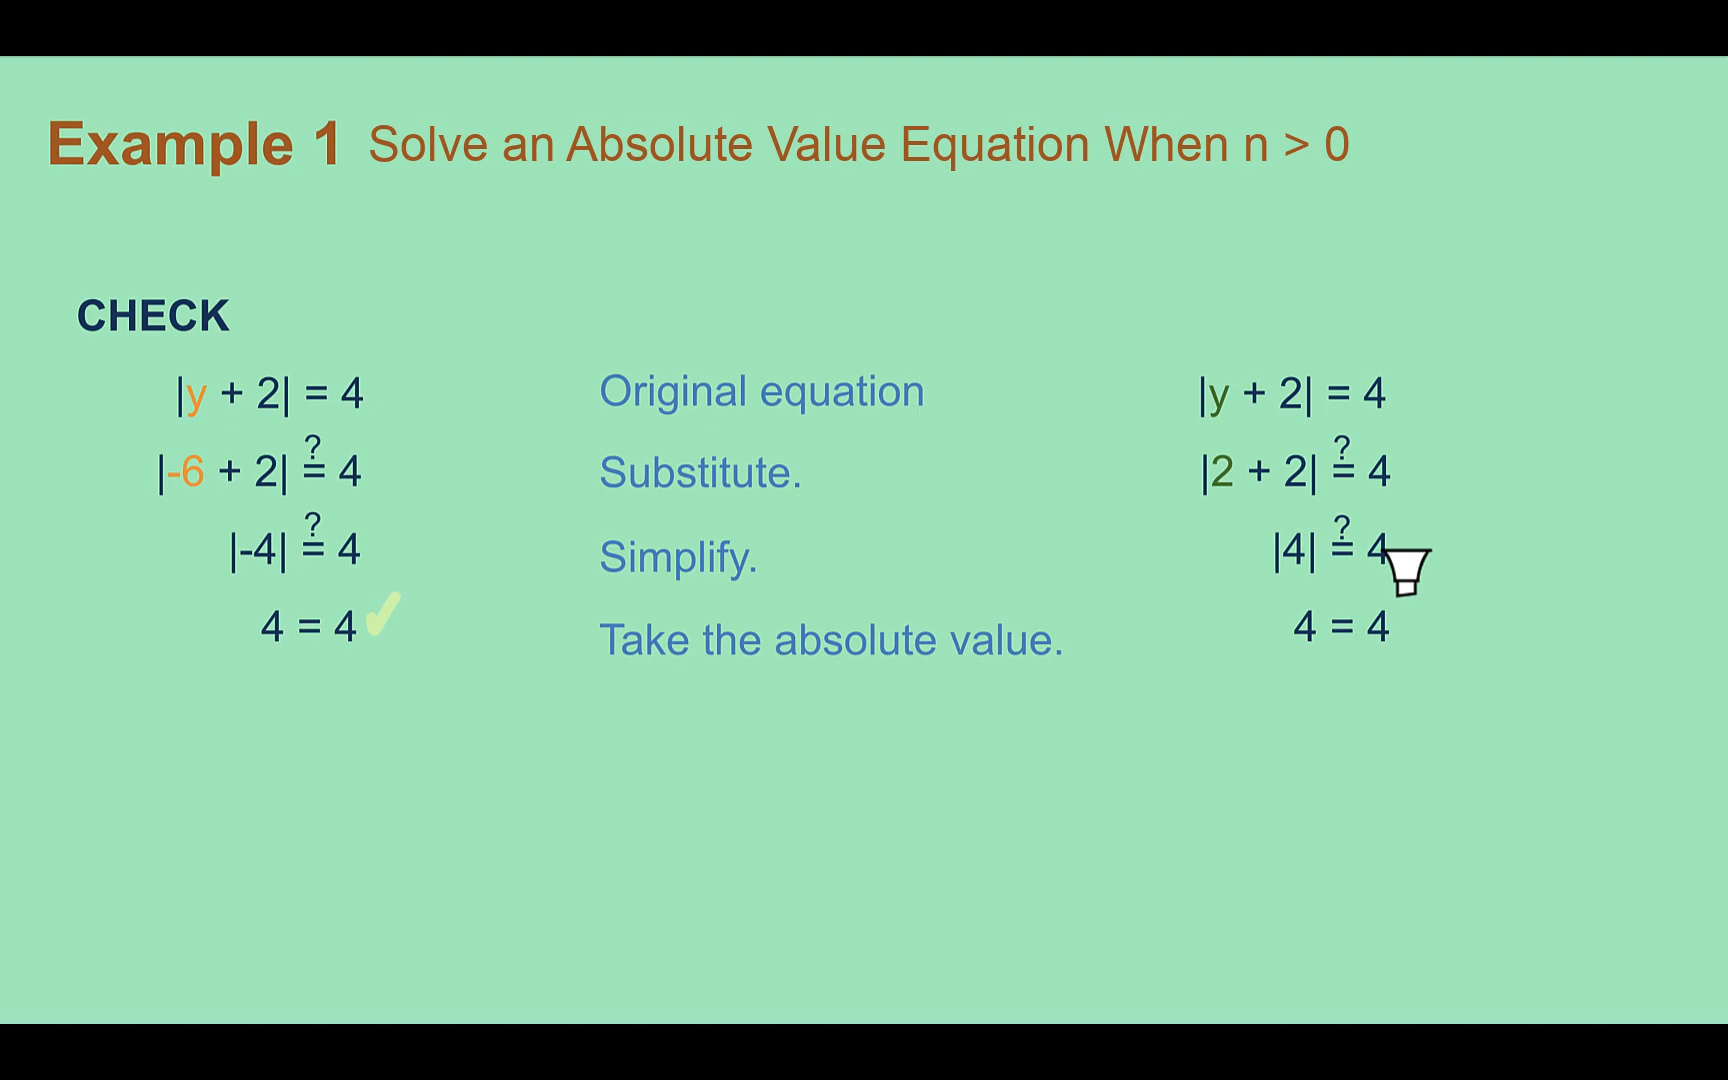 Example 1 Solve an Absolute Value Equation When n > 0
CHECK
|y + 2| = 4 Original equation |y + 2| = 4
|-6 + 2| ≟ 4 Substitute. |2 + 2| ≟ 4
|-4| ≟ 4 Simplify. |4| ≟ 4
4 = 4 ✓ Take the absolute value. 4 = 4